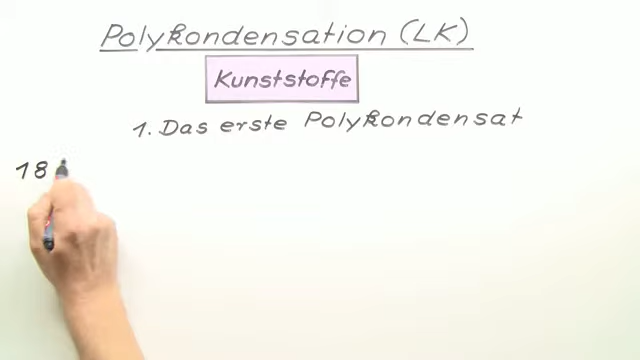 Polykondensation (LK)
Kunststoffe
1. Das erste Polykondensat
18